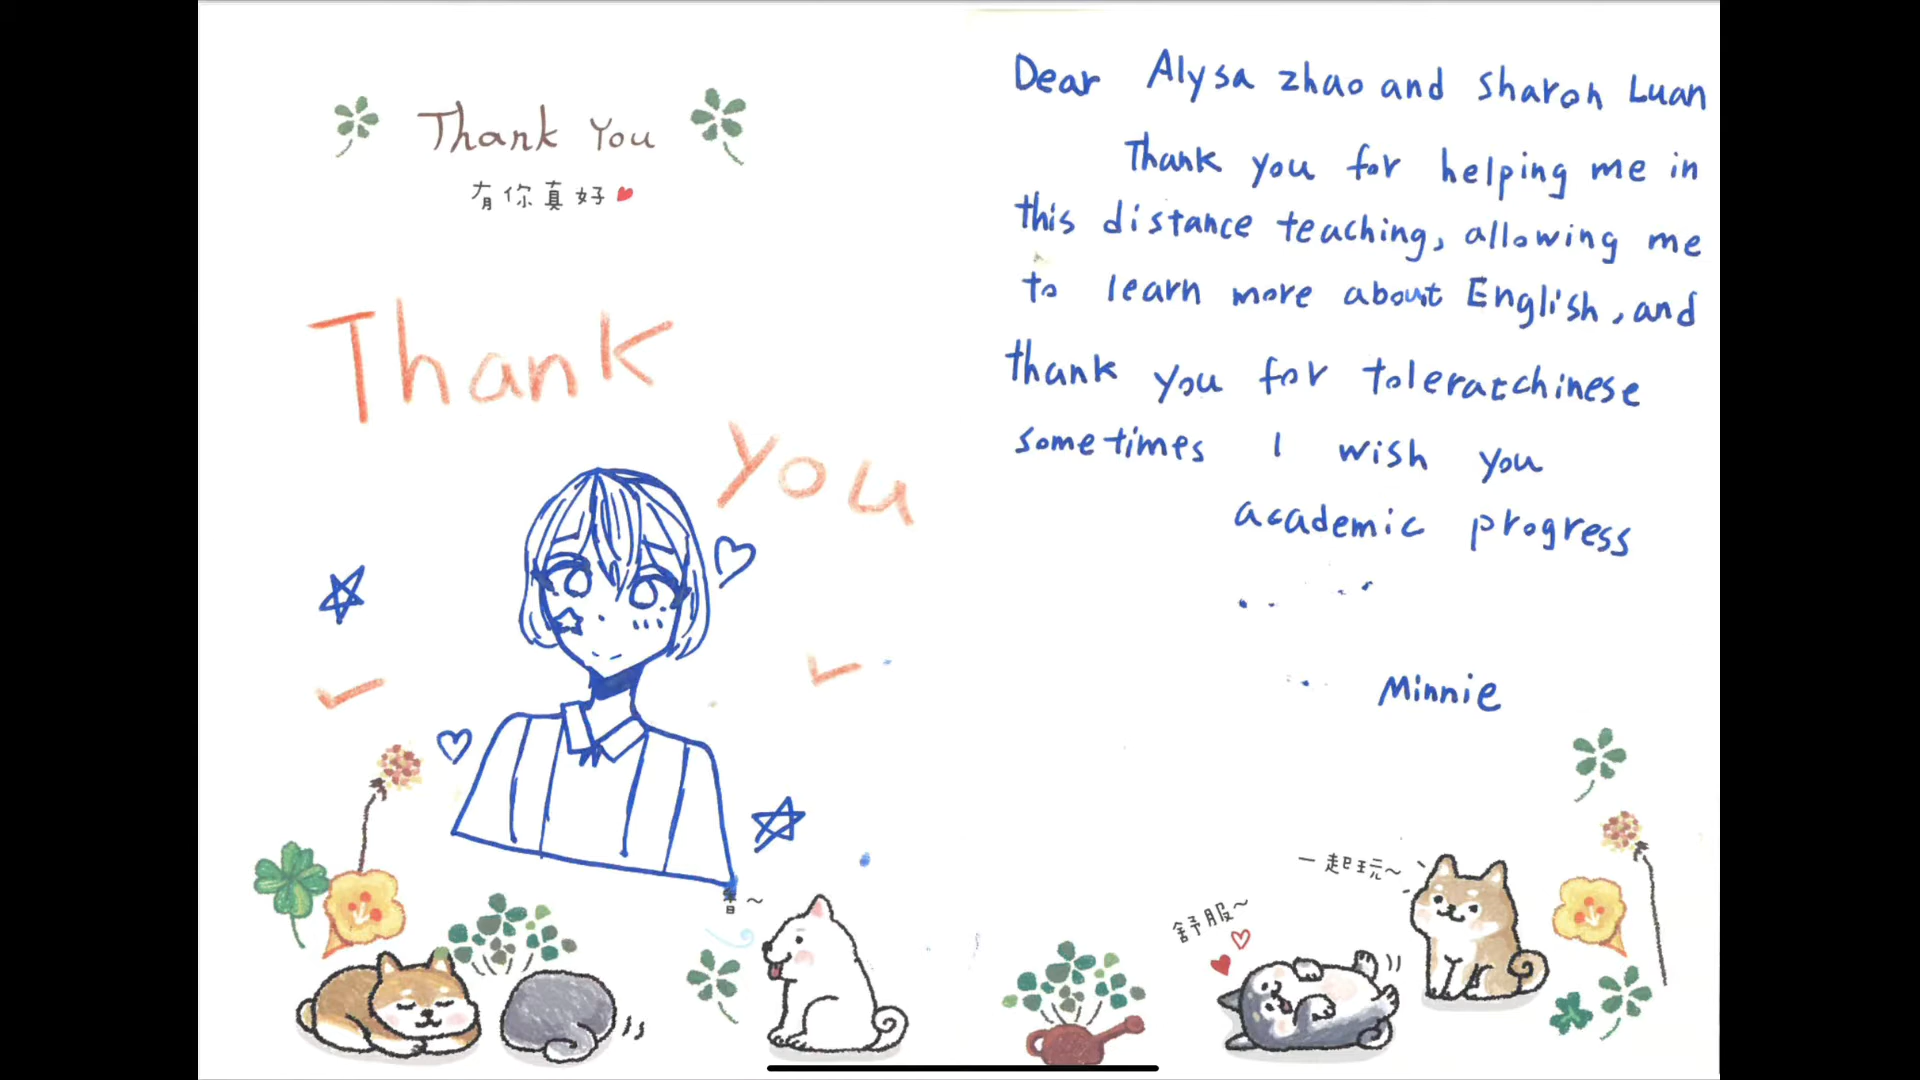 Thank You
有你真好
Thank
you
Dear Alysa zhao and Sharon Luan
Thank you for helping me in
this distance teaching, allowing me
to learn more about English, and
thank you for toleratchinese
sometimes I wish you
academic progress
Minnie
一起玩~
舒服~